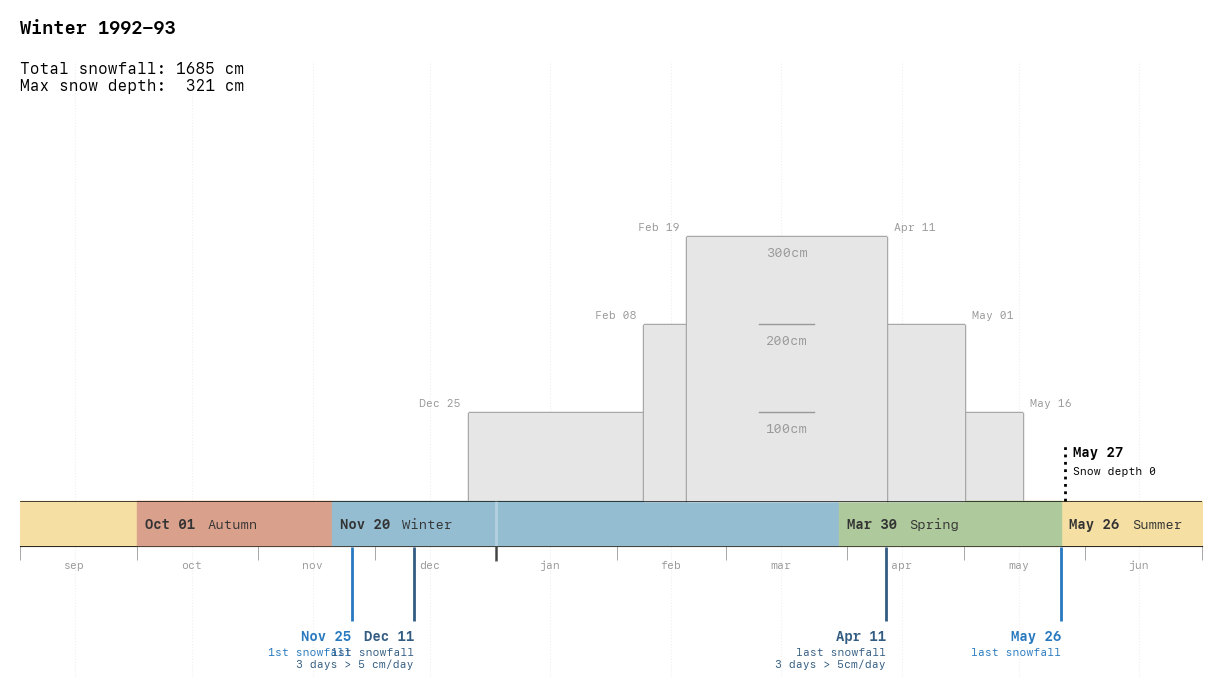 Winter 1992–93
Total snowfall: 1685 cm
Max snow depth: 321 cm
Feb 19
Apr 11
300cm
Feb 08
May 01
200cm
Dec 25
May 16
100cm
May 27
Snow depth 0
Oct 01 Autumn
Nov 20 Winter
Mar 30 Spring
May 26 Summer
sep
oct
nov
dec
jan
feb
mar
apr
may
jun
Nov 25
1st snowfall
Dec 11
1st snowfall
3 days > 5 cm/day
Apr 11
last snowfall
3 days > 5cm/day
May 26
last snowfall